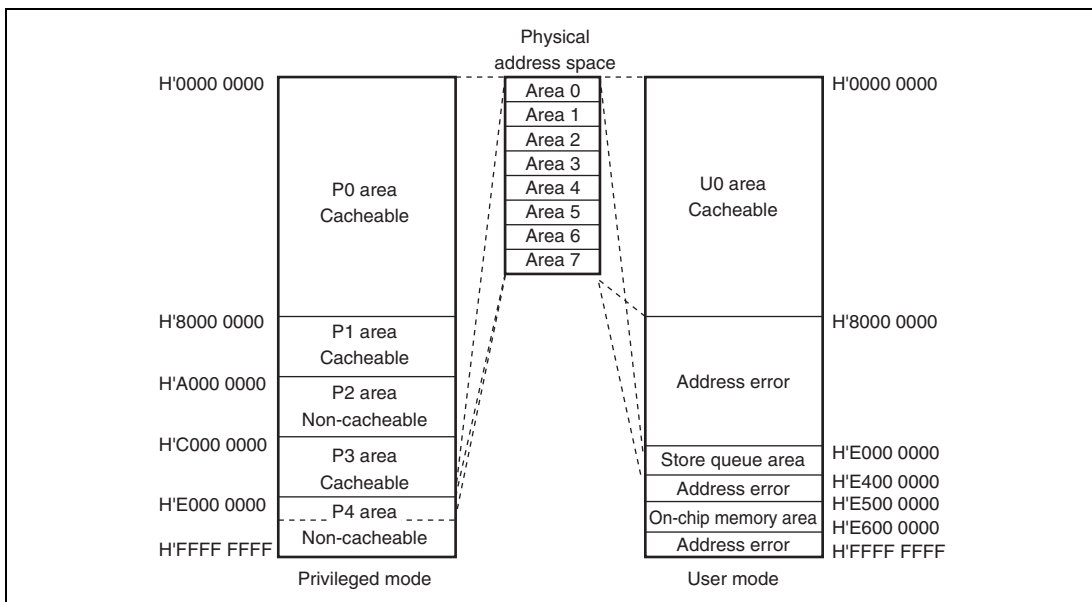 Physical
address space
H'0000 0000
P0 area
Cacheable
H'8000 0000
P1 area
Cacheable
H'A000 0000
P2 area
Non-cacheable
H'C000 0000
P3 area
Cacheable
H'E000 0000
P4 area
Non-cacheable
H'FFFF FFFF
Privileged mode
Area 0
Area 1
Area 2
Area 3
Area 4
Area 5
Area 6
Area 7
H'0000 0000
U0 area
Cacheable
H'8000 0000
Address error
Store queue area
H'E000 0000
Address error
H'E400 0000
H'E500 0000
On-chip memory area
H'E600 0000
Address error
H'FFFF FFFF
User mode